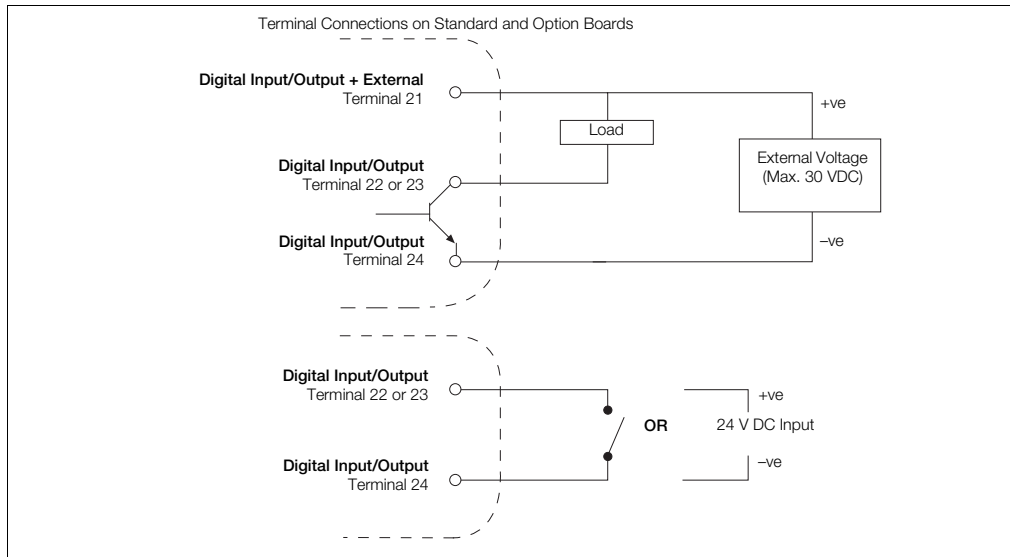 Terminal Connections on Standard and Option Boards
Digital Input/Output + External
Terminal 21
+ve
Load
External Voltage
(Max. 30 VDC)
Digital Input/Output
Terminal 22 or 23
Digital Input/Output
Terminal 24
–ve
Digital Input/Output
Terminal 22 or 23
+ve
OR
24 V DC Input
–ve
Digital Input/Output
Terminal 24